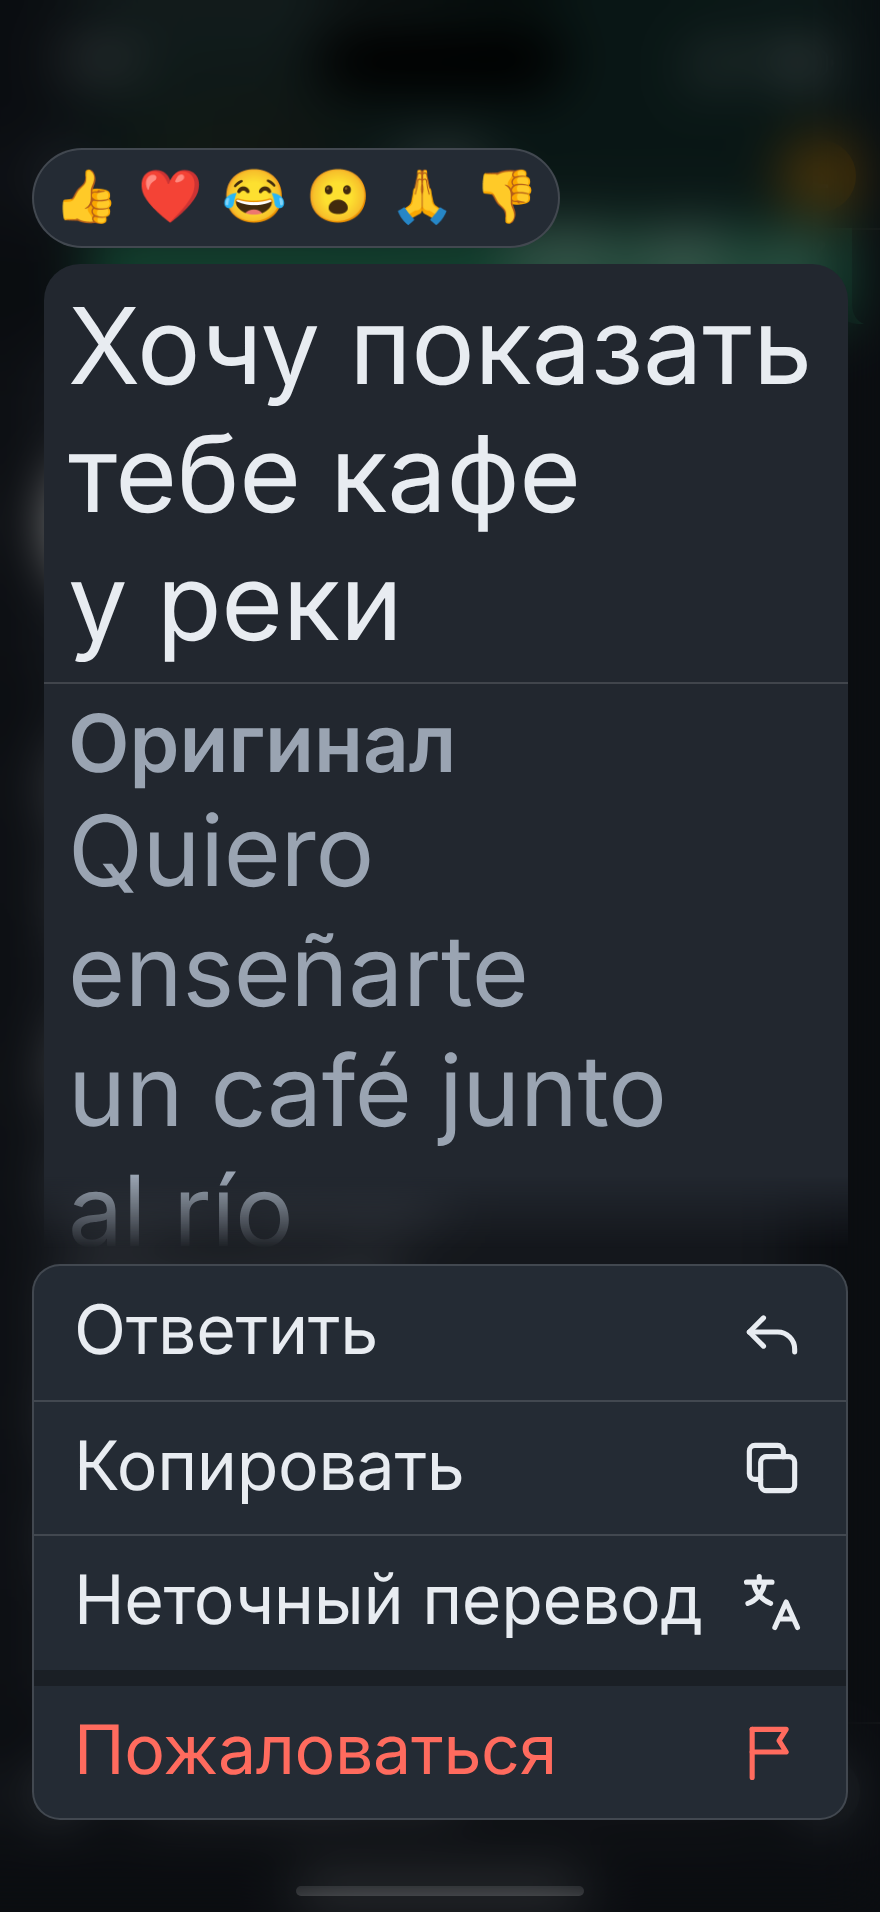 Хочу показать
тебе кафе
у реки
Оригинал
Quiero
enseñarte
un café junto
al río
Ответить
Копировать
Неточный перевод
Пожаловаться